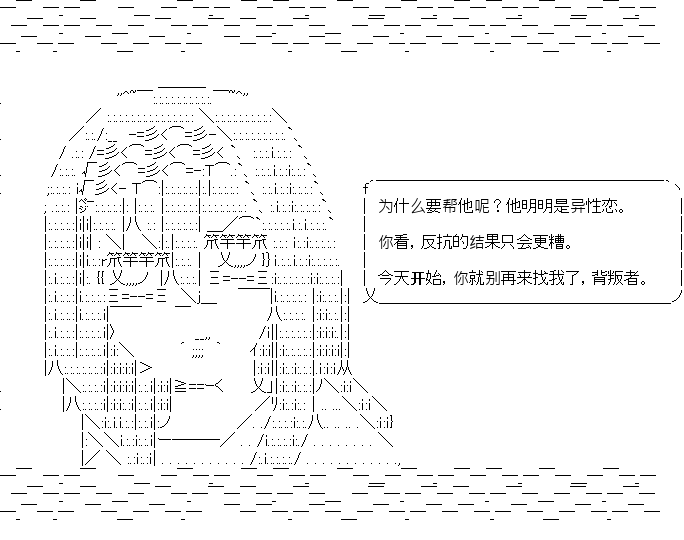 为什么要帮他呢？他明明是异性恋。
你看，反抗的结果只会更糟。
今天开始，你就别再来找我了，背叛者。